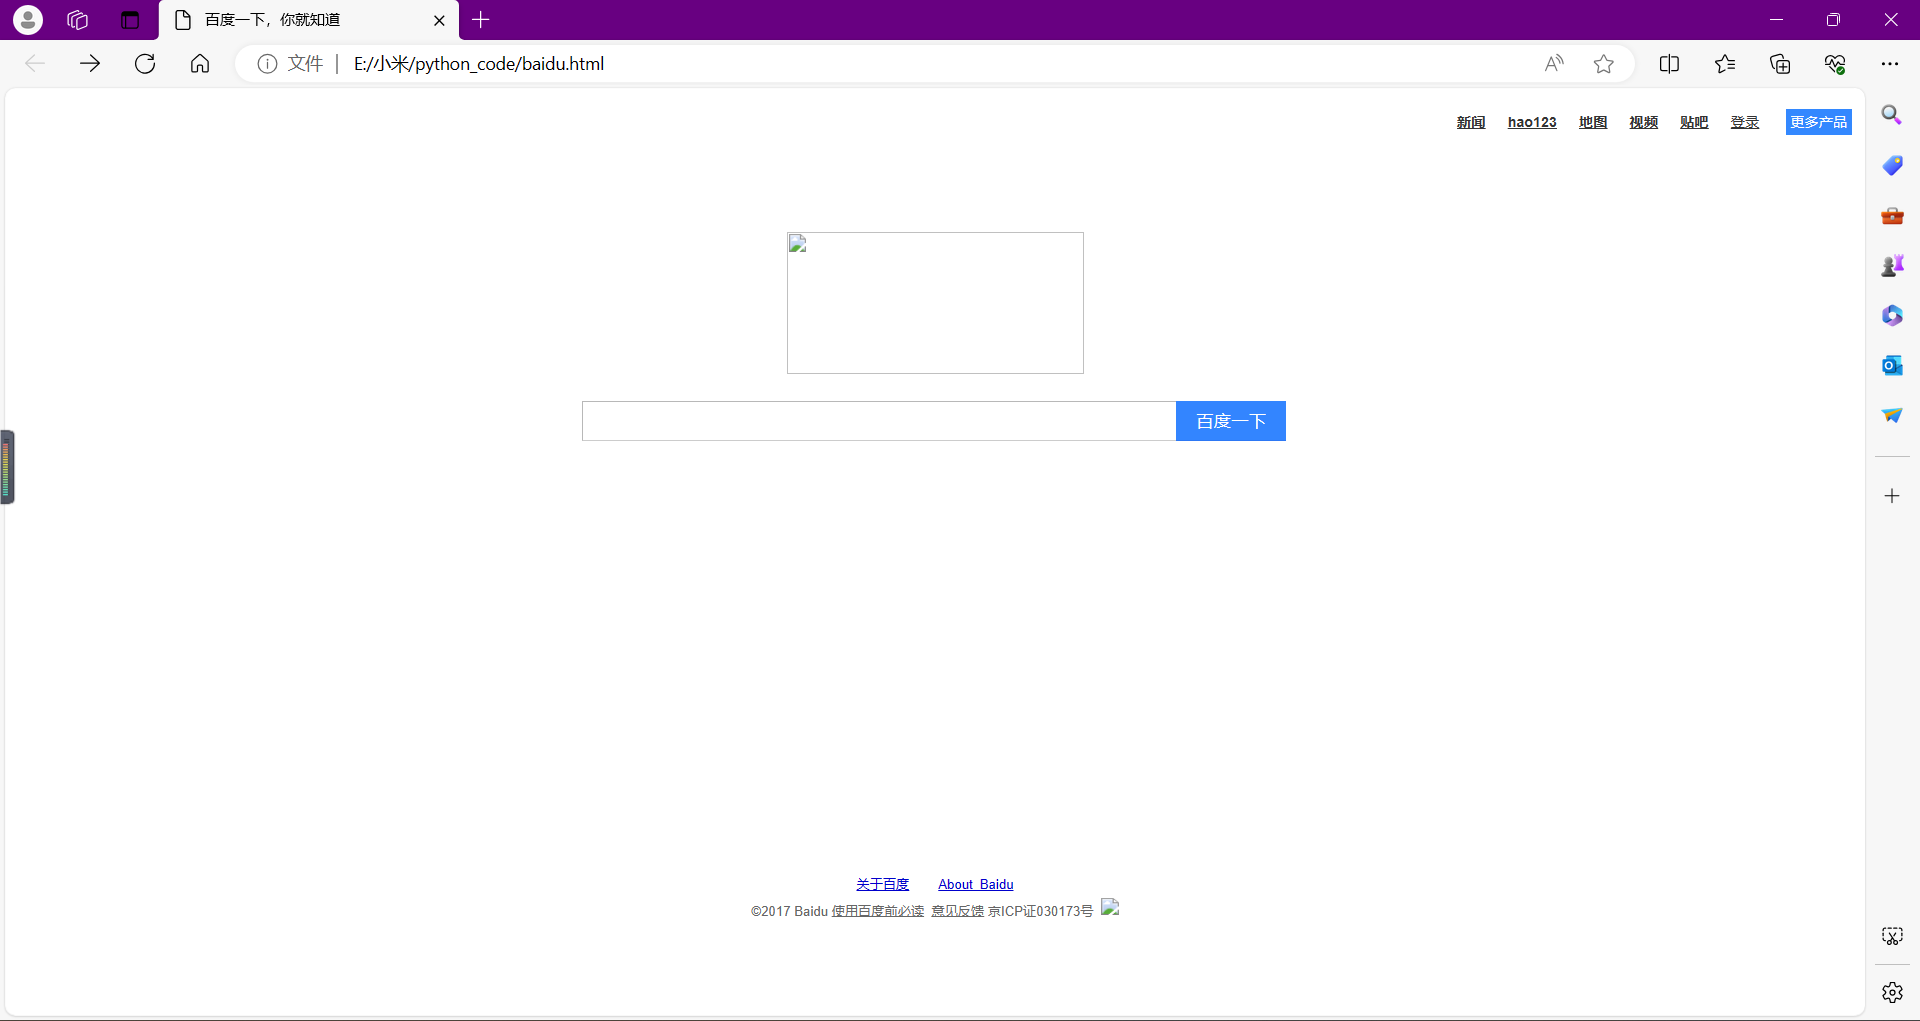 百度一下，你就知道
文件 | E:/小米/python_code/baidu.html
新闻 hao123 地图 视频 贴吧 登录 更多产品
百度一下
关于百度 About Baidu
©2017 Baidu 使用百度前必读 意见反馈 京ICP证030173号